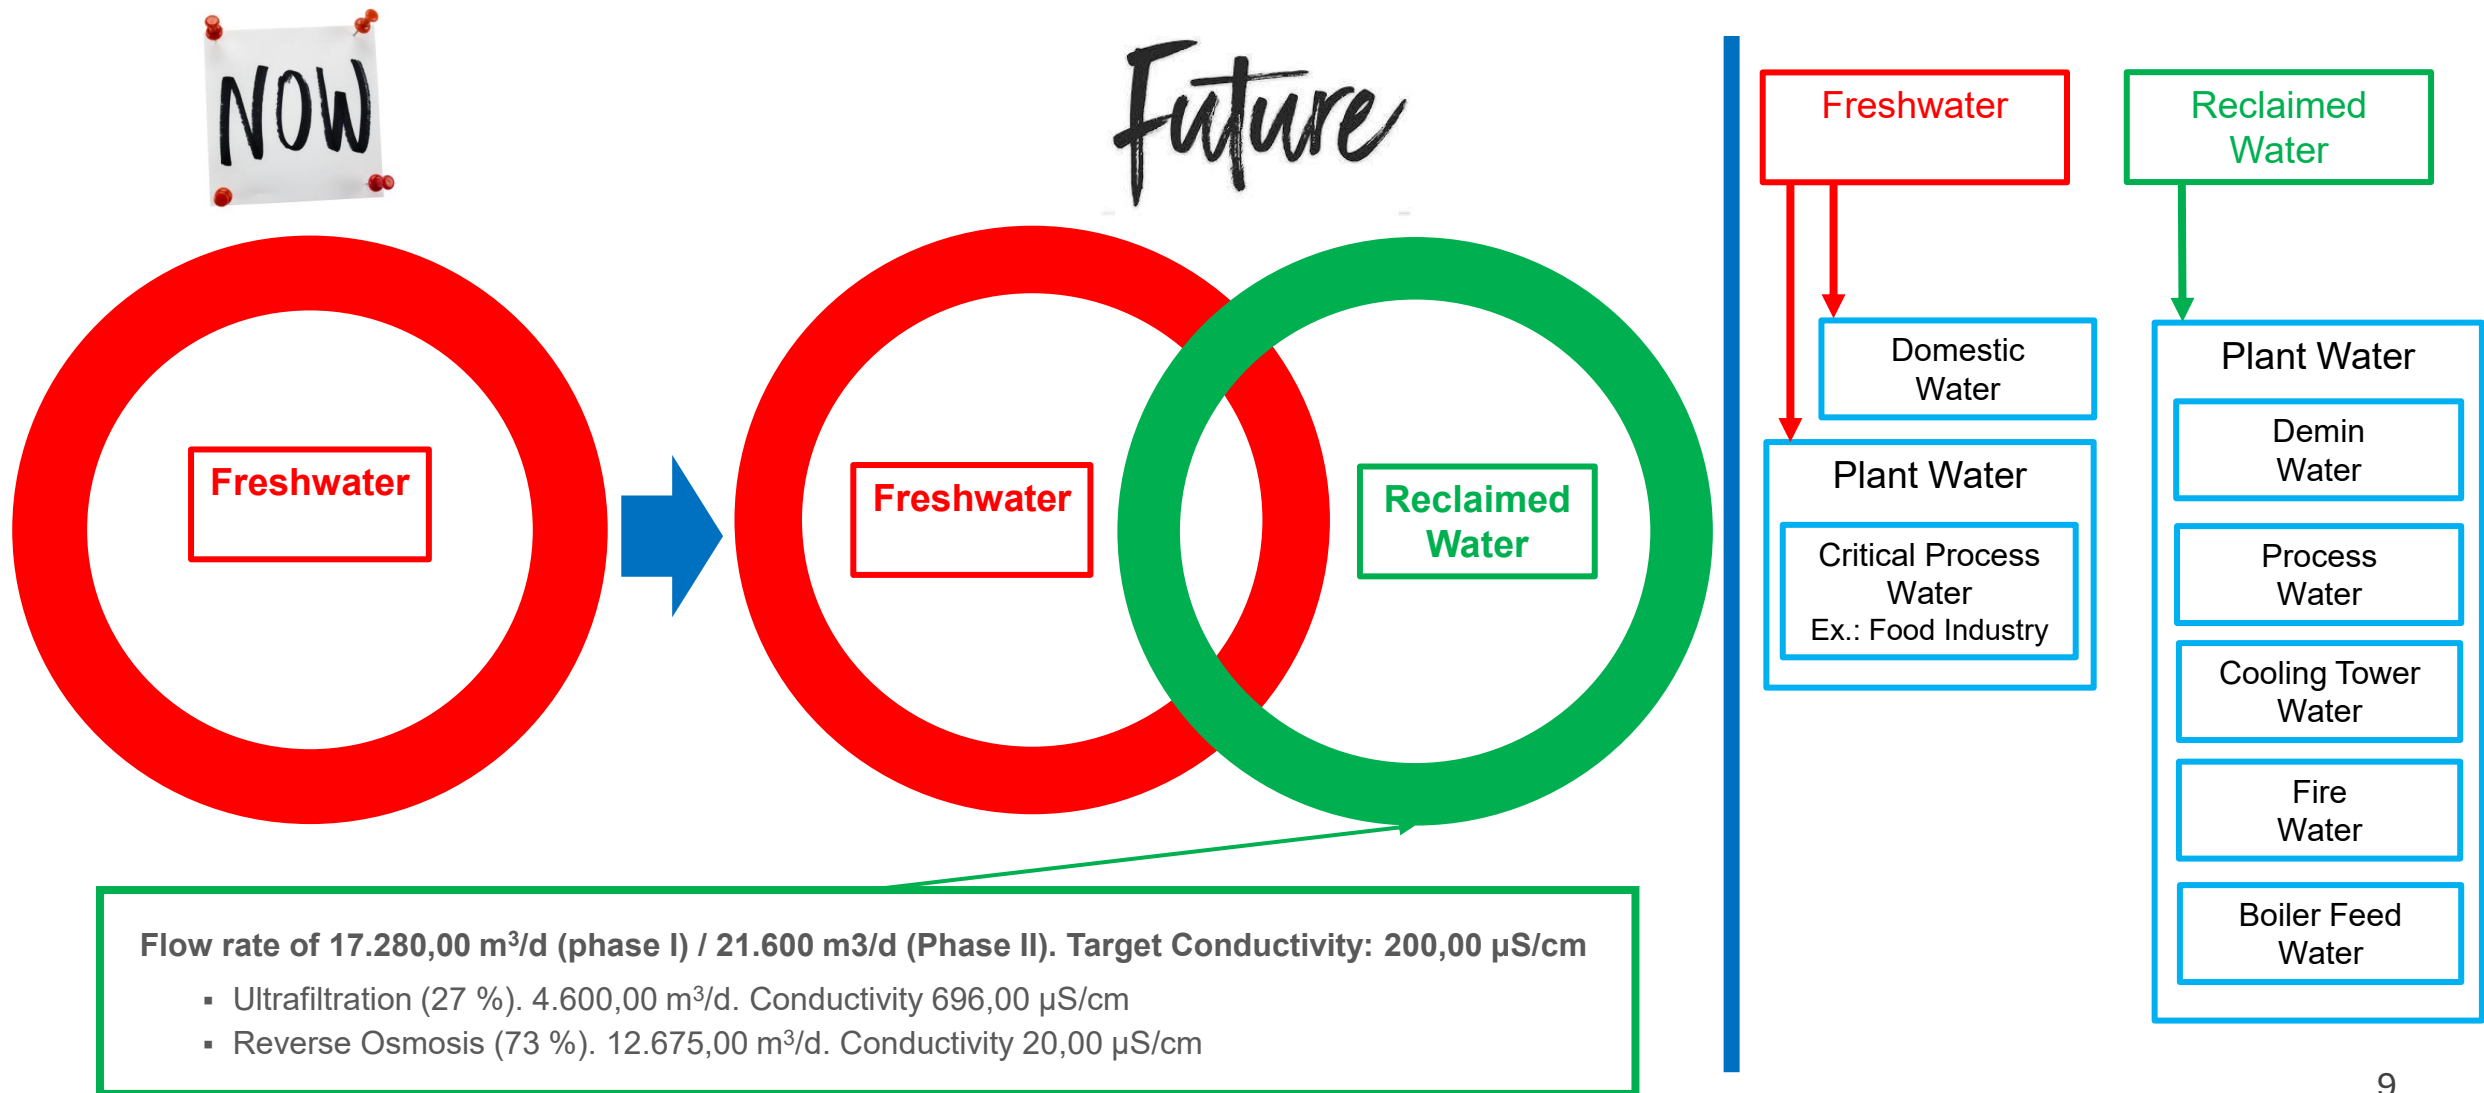 NOW
Future
Freshwater
Freshwater
Reclaimed
Water
Flow rate of 17.280,00 m³/d (phase I) / 21.600 m3/d (Phase II). Target Conductivity: 200,00 µS/cm
▪ Ultrafiltration (27 %). 4.600,00 m³/d. Conductivity 696,00 µS/cm
▪ Reverse Osmosis (73 %). 12.675,00 m³/d. Conductivity 20,00 µS/cm
Freshwater
Domestic
Water
Plant Water
Critical Process
Water
Ex.: Food Industry
Reclaimed
Water
Plant Water
Demin
Water
Process
Water
Cooling Tower
Water
Fire
Water
Boiler Feed
Water
9